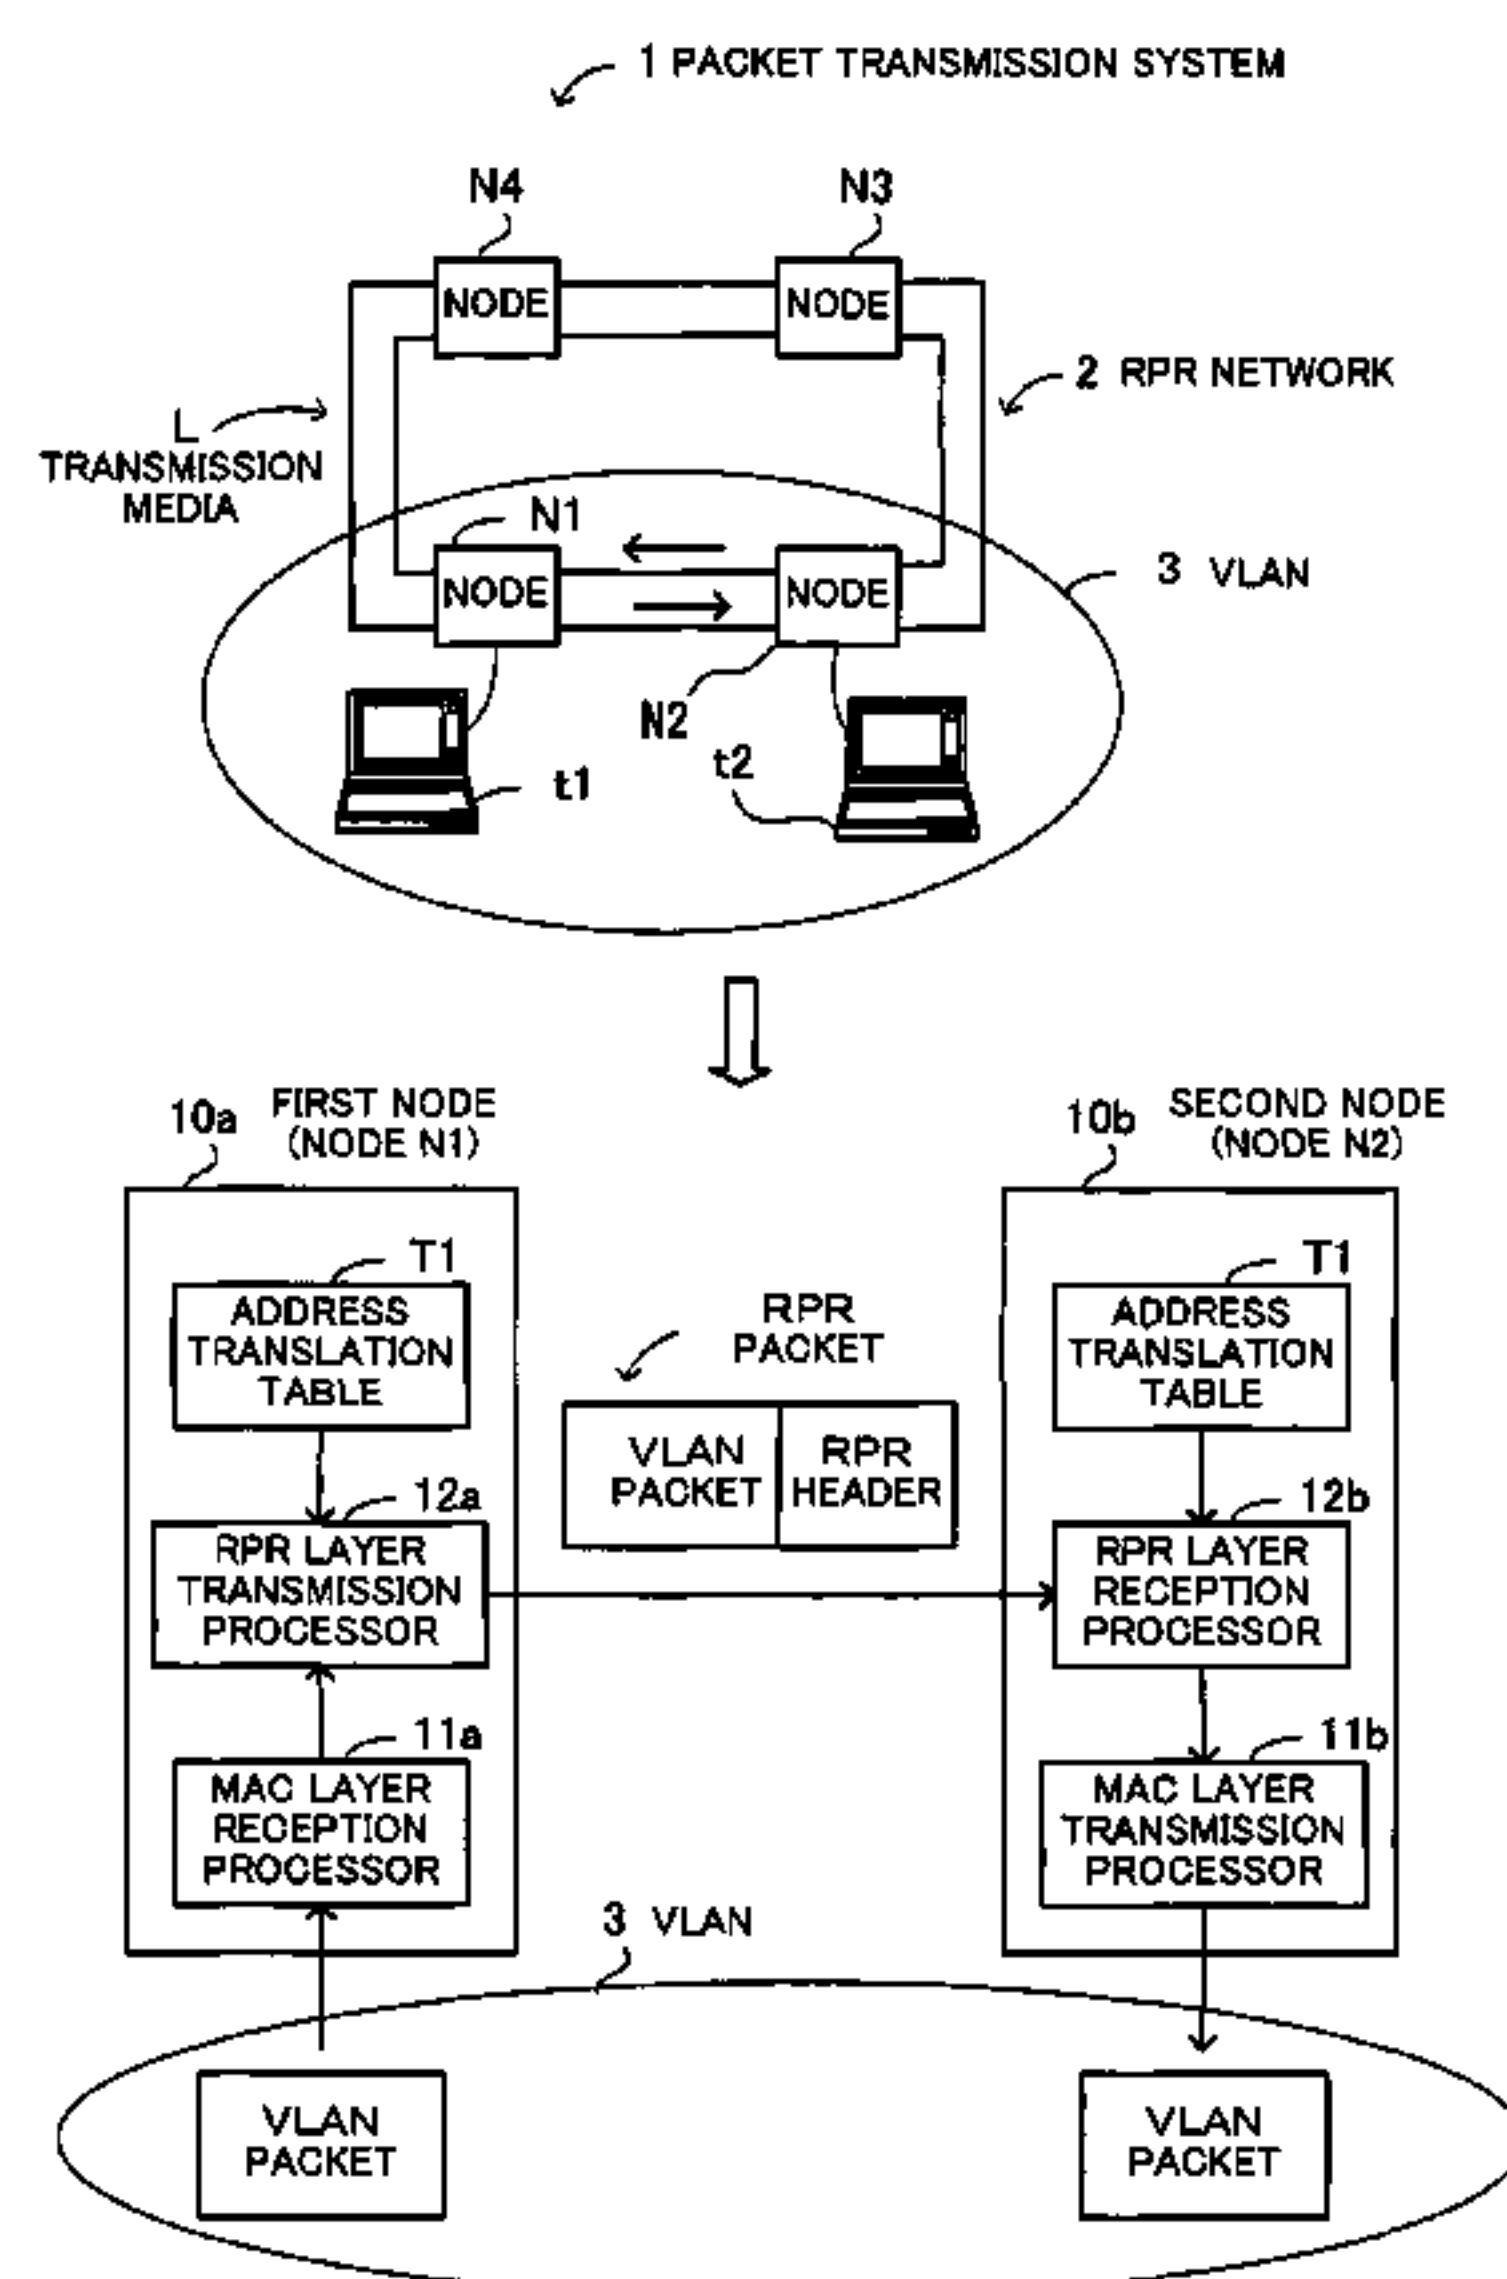 1 PACKET TRANSMISSION SYSTEM
N4
N3
NODE
NODE
2 RPR NETWORK
L
TRANSMISSION
MEDIA
N1
3 VLAN
NODE
NODE
N2
t1
t2
10a
FIRST NODE
(NODE N1)
10b
SECOND NODE
(NODE N2)
T1
ADDRESS
TRANSLATION
TABLE
RPR
PACKET
T1
ADDRESS
TRANSLATION
TABLE
VLAN
PACKET
RPR
HEADER
12a
RPR LAYER
TRANSMISSION
PROCESSOR
12b
RPR LAYER
RECEPTION
PROCESSOR
11a
MAC LAYER
RECEPTION
PROCESSOR
11b
MAC LAYER
TRANSMISSION
PROCESSOR
3 VLAN
VLAN
PACKET
VLAN
PACKET